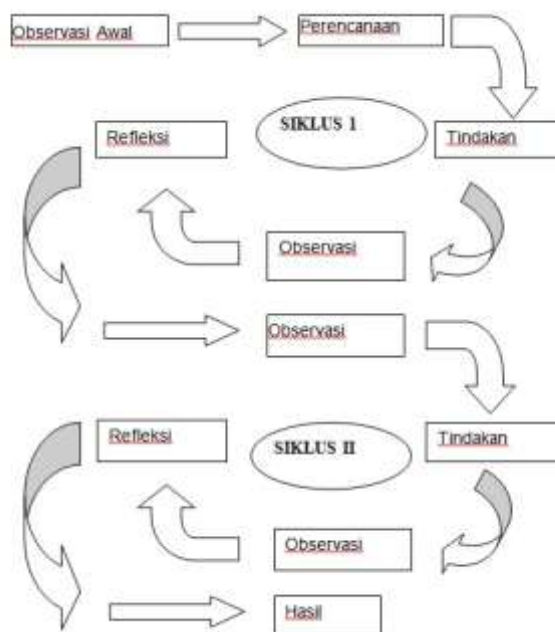 Observasi Awal
Perencanaan
SIKLUS 1
Refleksi
Tindakan
Observasi
Observasi
Refleksi
SIKLUS II
Tindakan
Observasi
Hasil